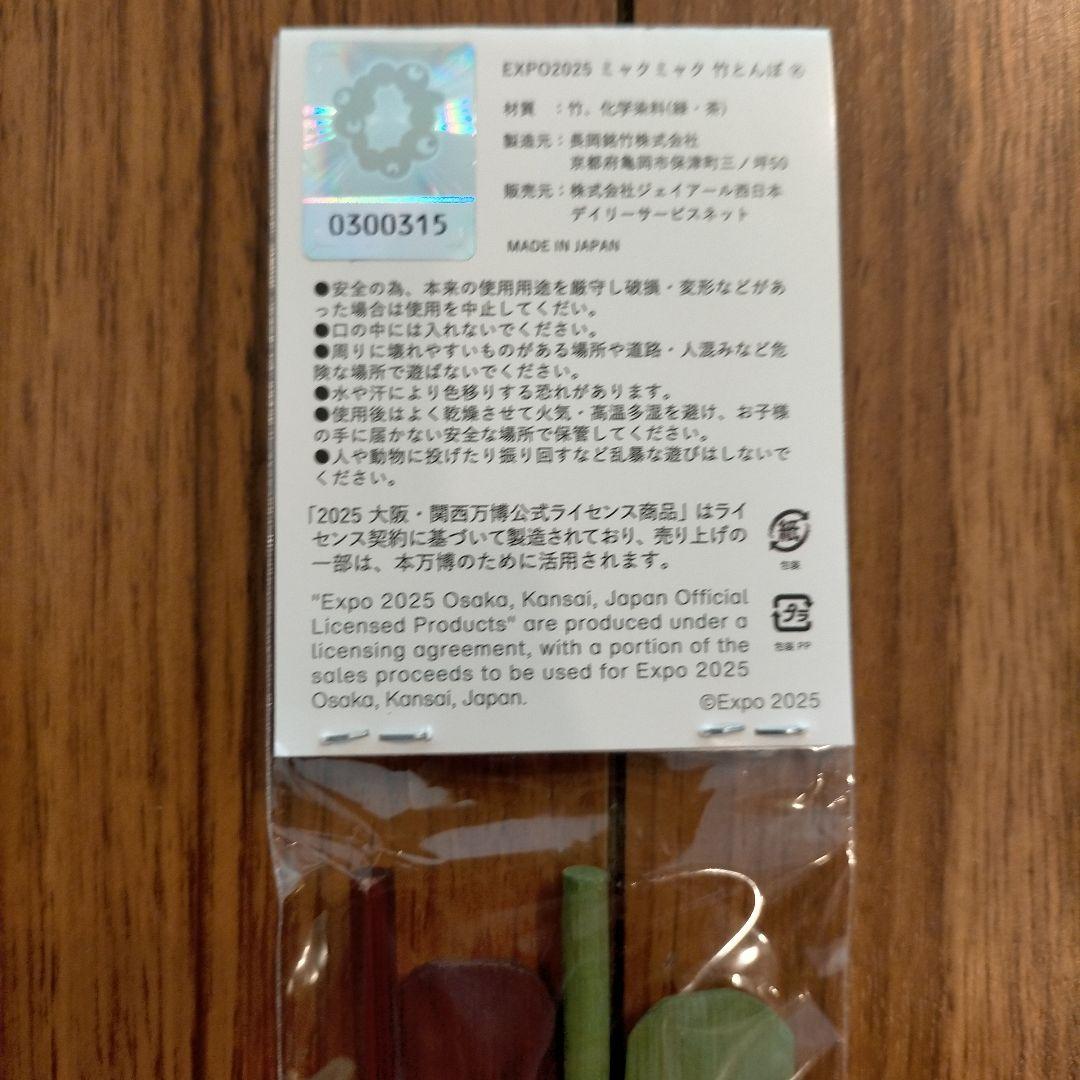 0300315
EXPO2025 ミャクミャク 竹とんぼ
材質 ：竹、化学染料(緑・茶)
製造元：長岡銘竹株式会社
京都府亀岡市保津町三ノ坪50
販売元：株式会社ジェイアール西日本
デイリーサービスネット
MADE IN JAPAN
●安全の為、本来の使用用途を厳守し破損・変形などがあ
った場合は使用を中止してくだい。
●口の中には入れないでください。
●周りに壊れやすいものがある場所や道路・人混みなど危
険な場所で遊ばないでください。
●水や汗により色移りする恐れがあります。
●使用後はよく乾燥させて火気・高温多湿を避け、お子様
の手に届かない安全な場所で保管してください。
●人や動物に投げたり振り回すなど乱暴な遊びはしないで
ください。
「2025 大阪・関西万博公式ライセンス商品」はライ
センス契約に基づいて製造されており、売り上げの
一部は、本万博のために活用されます。
紙
包装
"Expo 2025 Osaka, Kansai, Japan Official
Licensed Products" are produced under a
licensing agreement, with a portion of the
sales proceeds to be used for Expo 2025
Osaka, Kansai, Japan.
プラ
包装 PP
©Expo 2025